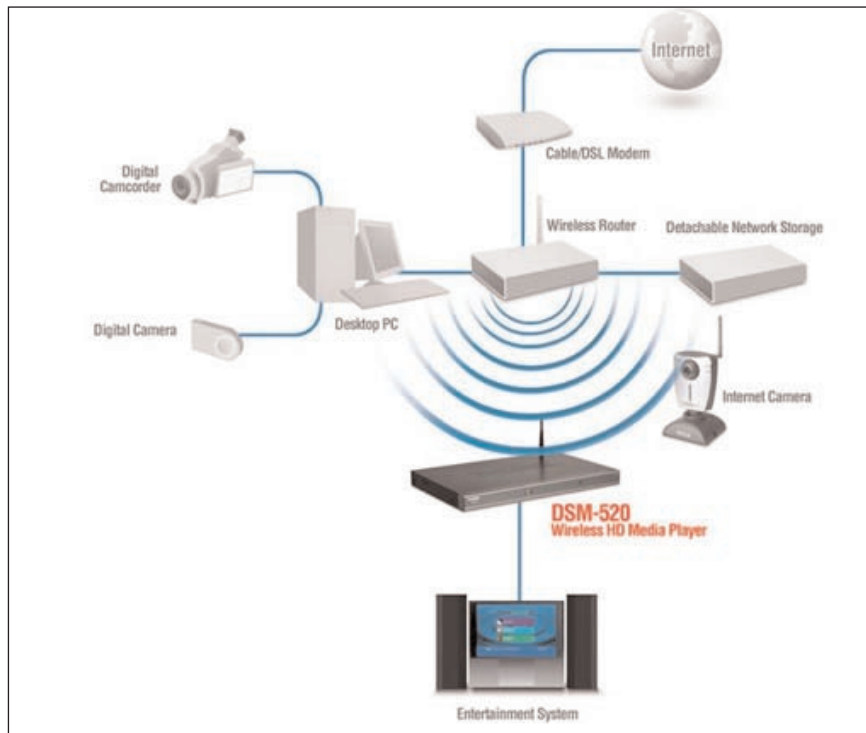 Internet
Cable/DSL Modem
Digital
Camcorder
Wireless Router
Detachable Network Storage
Digital Camera
Desktop PC
Internet Camera
DSM-520
Wireless HD Media Player
Entertainment System